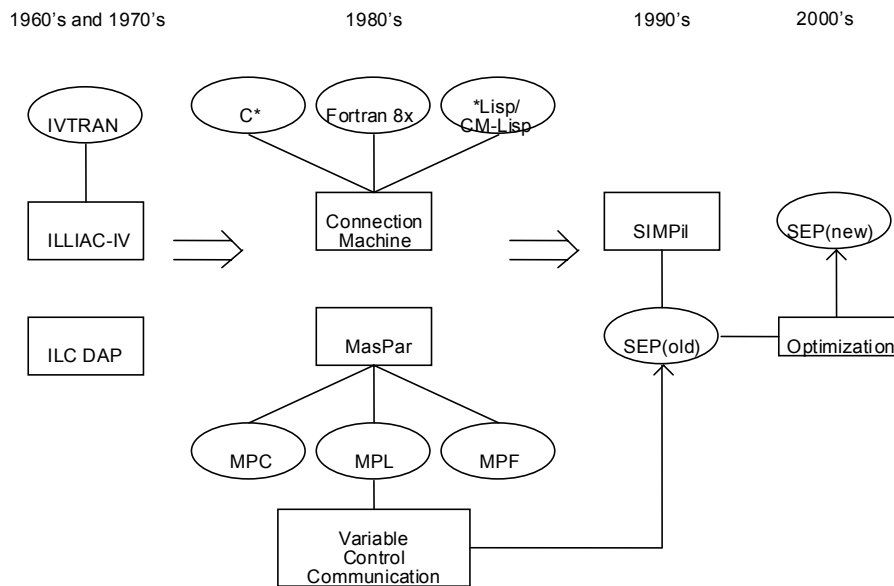 1960's and 1970's
1980's
1990's
2000's
IVTRAN
C*
Fortran 8x
*Lisp/
CM-Lisp
ILLIAC-IV
Connection
Machine
SIMPil
SEP(new)
ILC DAP
MasPar
SEP(old)
Optimization
MPC
MPL
MPF
Variable
Control
Communication